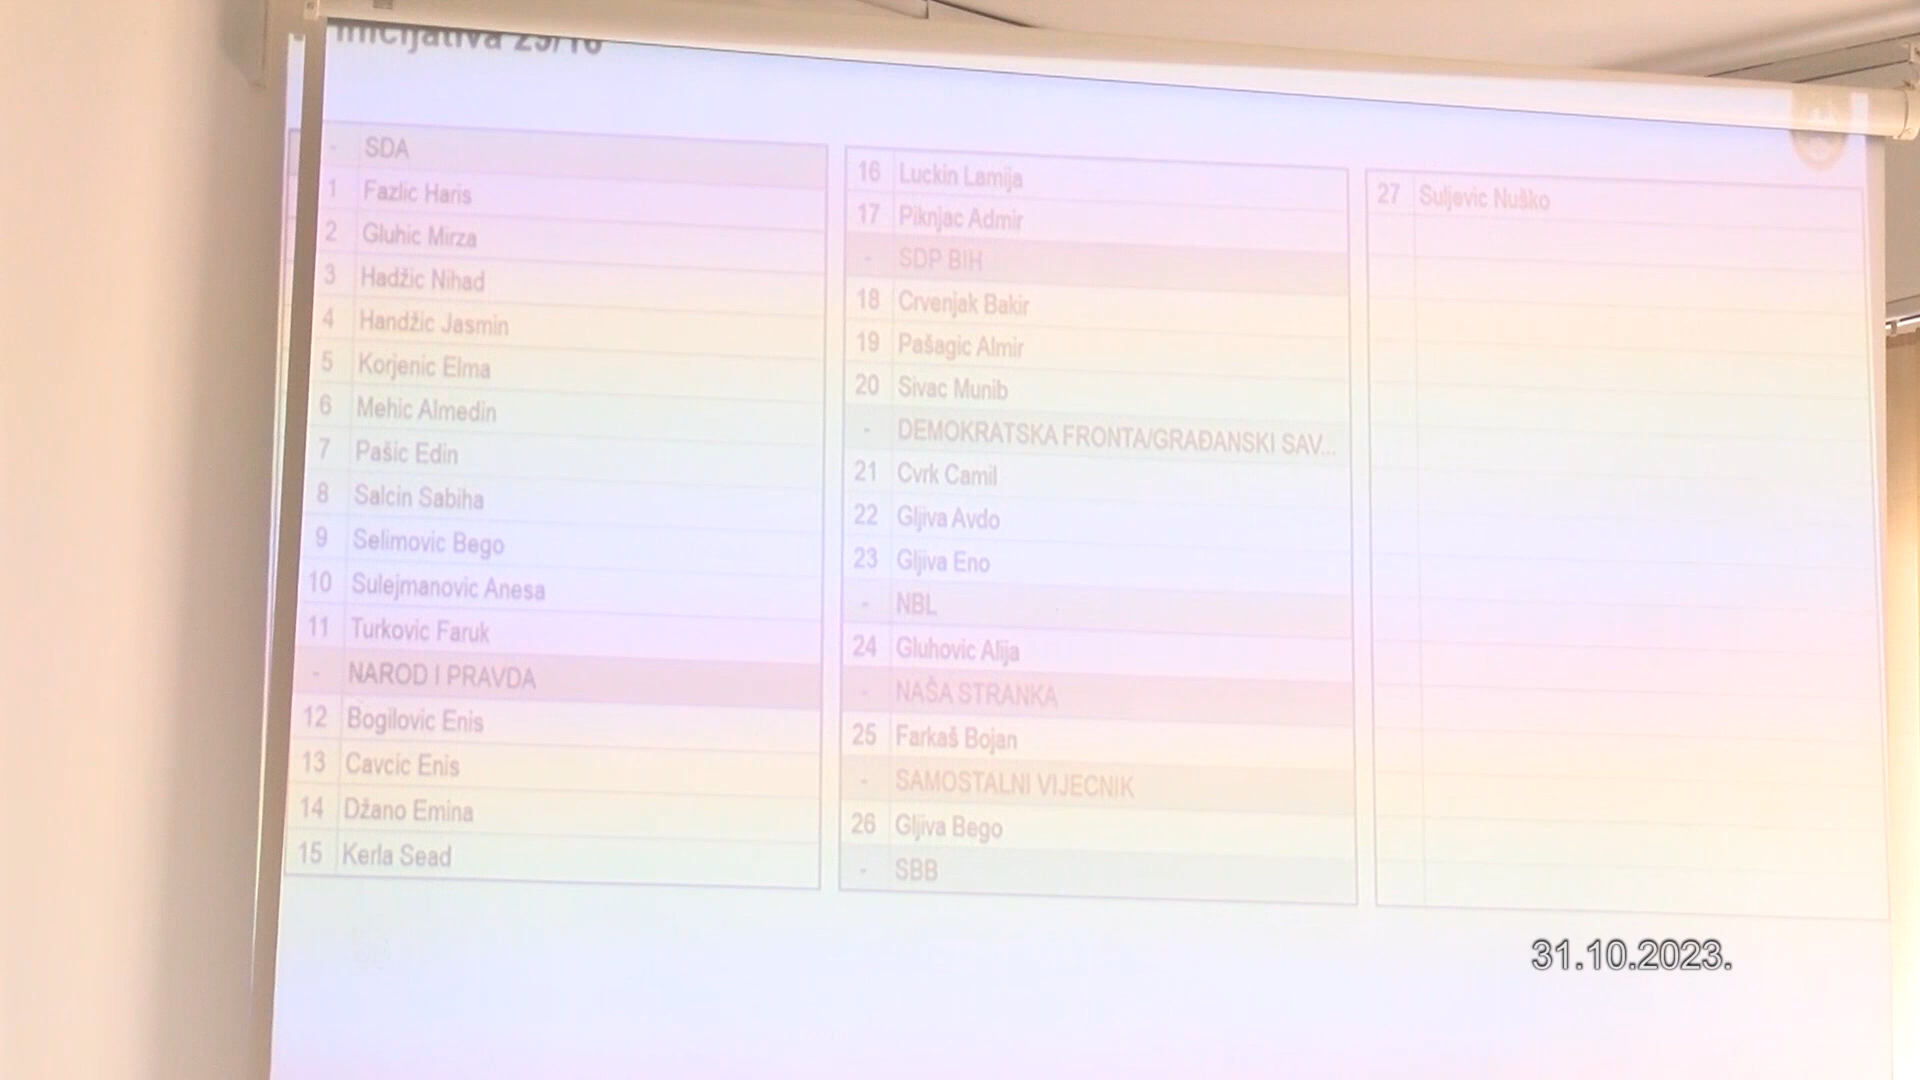 Inicijativa 25/10
- SDA
1 Fazlic Haris
2 Gluhic Mirza
3 Hadžic Nihad
4 Handžic Jasmin
5 Korjenic Elma
6 Mehic Almedin
7 Pašic Edin
8 Salcin Sabiha
9 Selimovic Bego
10 Sulejmanovic Anesa
11 Turkovic Faruk
- NAROD I PRAVDA
12 Bogilovic Enis
13 Cavcic Enis
14 Džano Emina
15 Kerla Sead
16 Luckin Lamija
17 Piknjac Admir
- SDP BIH
18 Crvenjak Bakir
19 Pašagic Almir
20 Sivac Munib
- DEMOKRATSKA FRONTA/GRAĐANSKI SAV...
21 Cvrk Camil
22 Gljiva Avdo
23 Gljiva Eno
- NBL
24 Gluhovic Alija
- NAŠA STRANKA
25 Farkaš Bojan
- SAMOSTALNI VIJECNIK
26 Gljiva Bego
- SBB
27 Suljevic Nuško
31.10.2023.